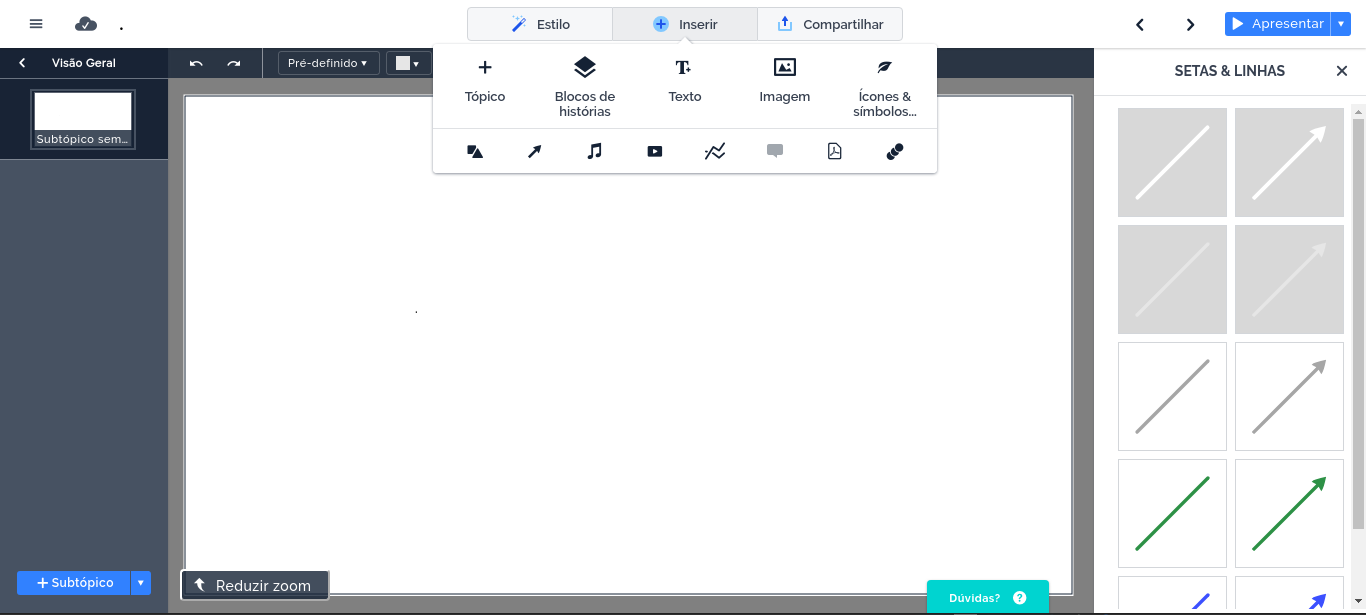 .
Estilo
Inserir
Compartilhar
Apresentar
Visão Geral
Pré-definido
SETAS & LINHAS
Tópico
Blocos de
histórias
Texto
Imagem
Ícones &
símbolos...
Subtópico sem...
.
Subtópico
Reduzir zoom
Dúvidas? ?